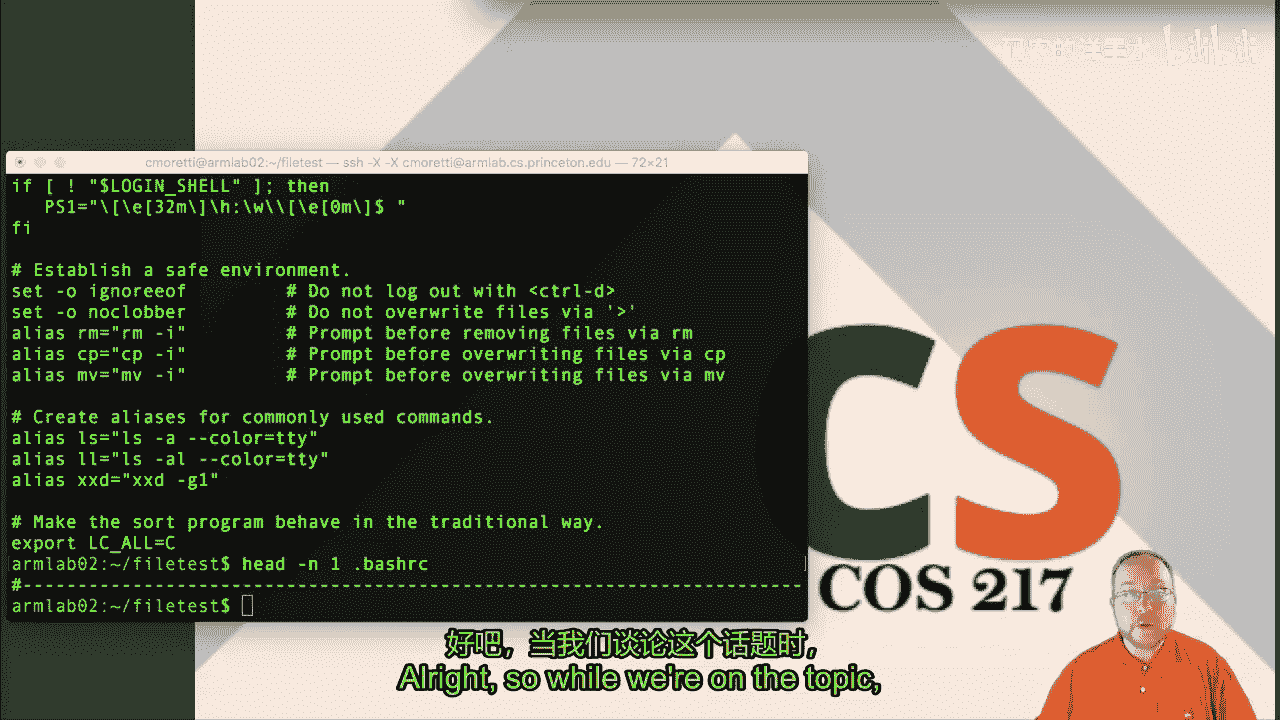 cmoretti@armlab02:~/filetest — ssh -X -X cmoretti@armlab.cs.princeton.edu — 72×21
if [ ! "$LOGIN_SHELL" ]; then
   PS1="\[\e[32m\]\h:\w\\[\e[0m\]$ "
fi
# Establish a safe environment.
set -o ignoreeof         # Do not log out with <ctrl-d>
set -o noclobber         # Do not overwrite files via '>'
alias rm="rm -i"         # Prompt before removing files via rm
alias cp="cp -i"         # Prompt before overwriting files via cp
alias mv="mv -i"         # Prompt before overwriting files via mv
# Create aliases for commonly used commands.
alias ls="ls -a --color=tty"
alias ll="ls -al --color=tty"
alias xxd="xxd -g1"
# Make the sort program behave in the traditional way.
export LC_ALL=C
armlab02:~/filetest$ head -n 1 .bashrc
#-----------------------------------------------------------------------
armlab02:~/filetest$
CS
COS 217
好吧，当我们谈论这个话题时，
Alright, so while we're on the topic,